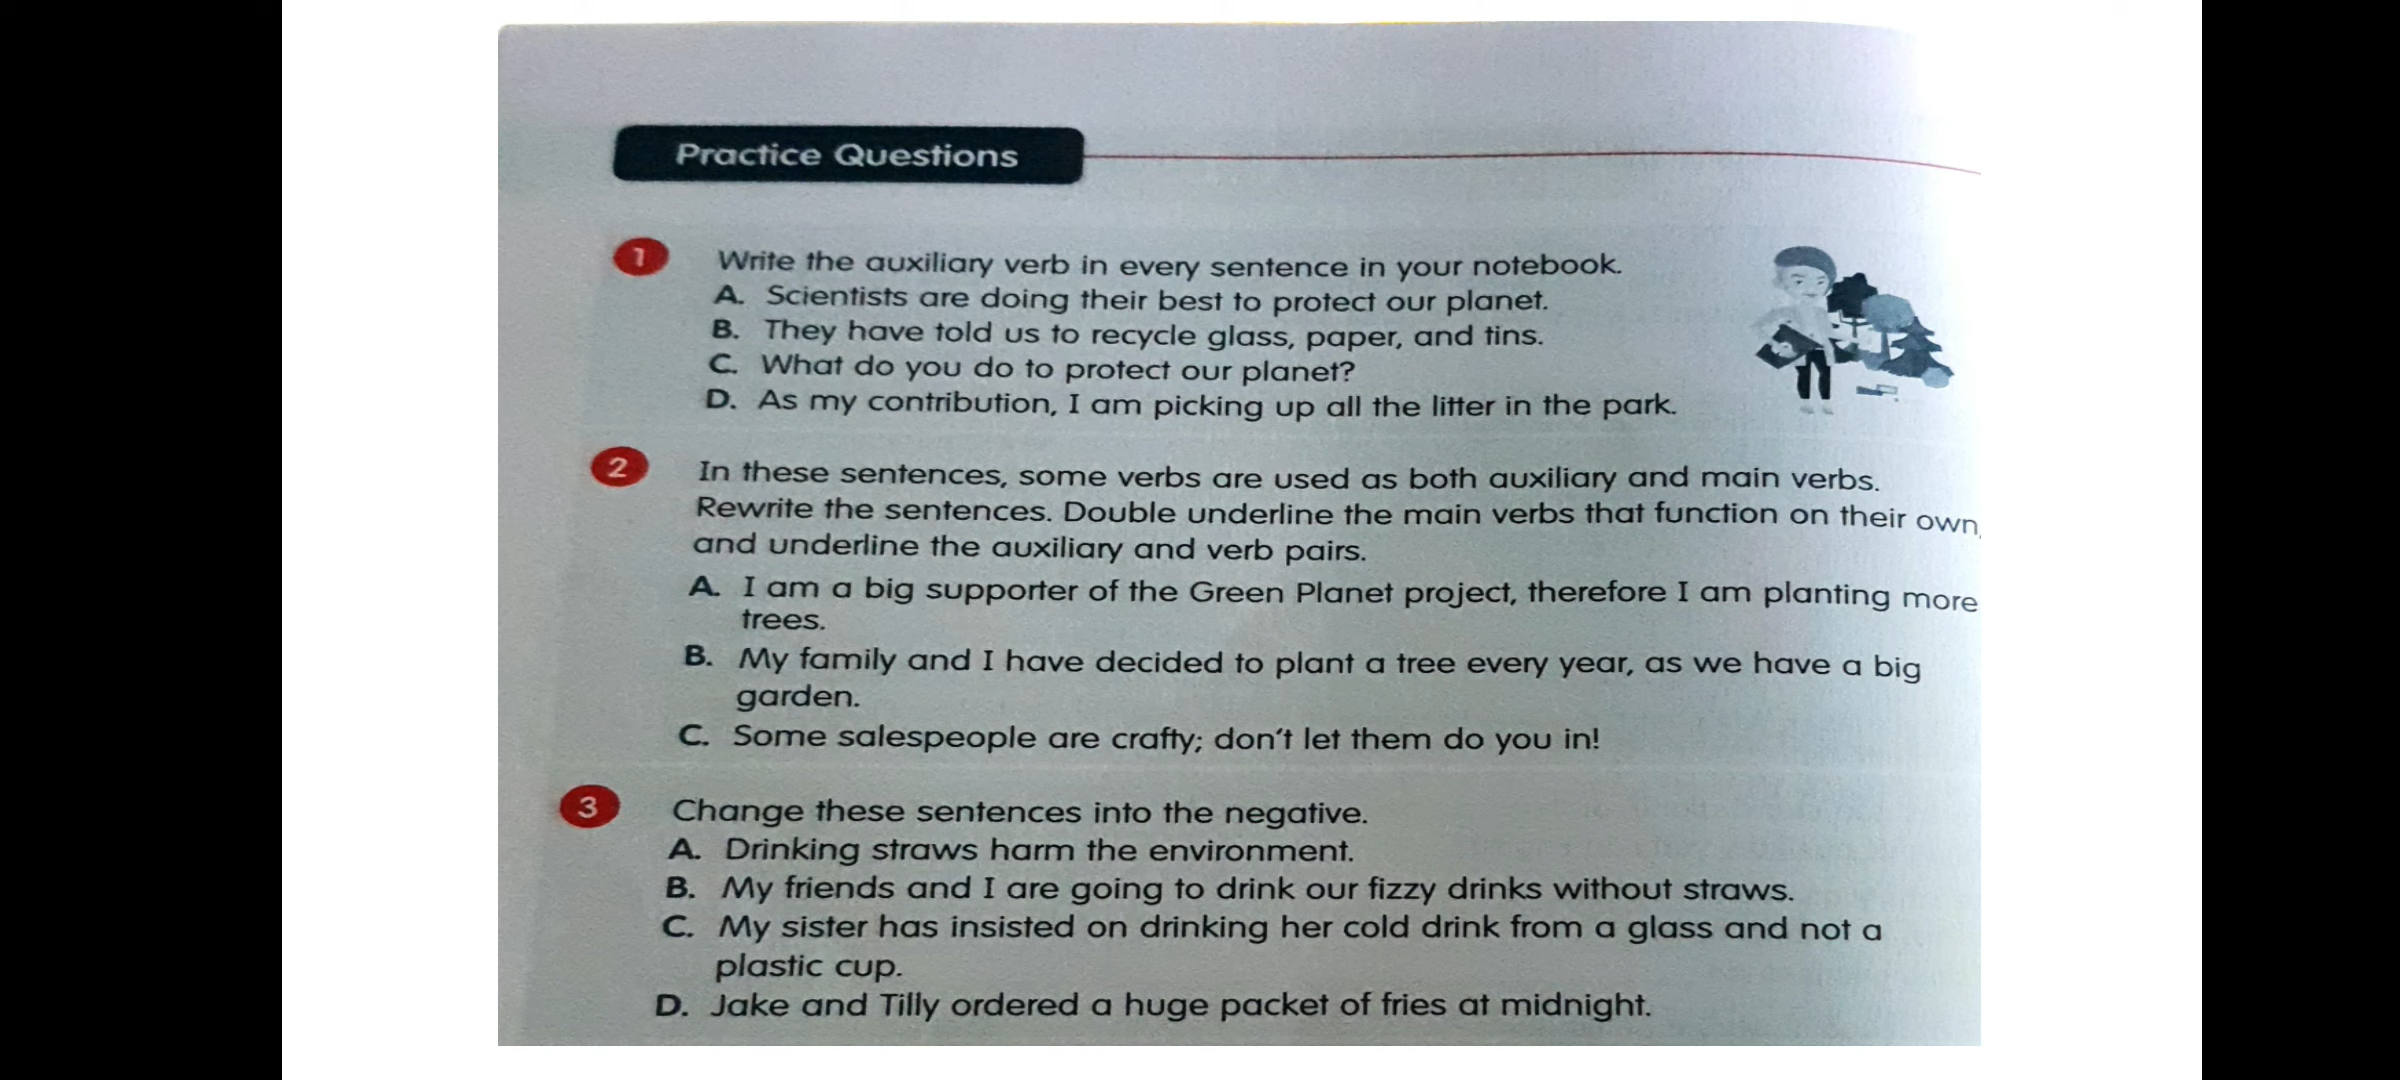 Practice Questions
1 Write the auxiliary verb in every sentence in your notebook.
A. Scientists are doing their best to protect our planet.
B. They have told us to recycle glass, paper, and tins.
C. What do you do to protect our planet?
D. As my contribution, I am picking up all the litter in the park.
2 In these sentences, some verbs are used as both auxiliary and main verbs.
Rewrite the sentences. Double underline the main verbs that function on their own,
and underline the auxiliary and verb pairs.
A. I am a big supporter of the Green Planet project, therefore I am planting more
trees.
B. My family and I have decided to plant a tree every year, as we have a big
garden.
C. Some salespeople are crafty; don't let them do you in!
3 Change these sentences into the negative.
A. Drinking straws harm the environment.
B. My friends and I are going to drink our fizzy drinks without straws.
C. My sister has insisted on drinking her cold drink from a glass and not a
plastic cup.
D. Jake and Tilly ordered a huge packet of fries at midnight.